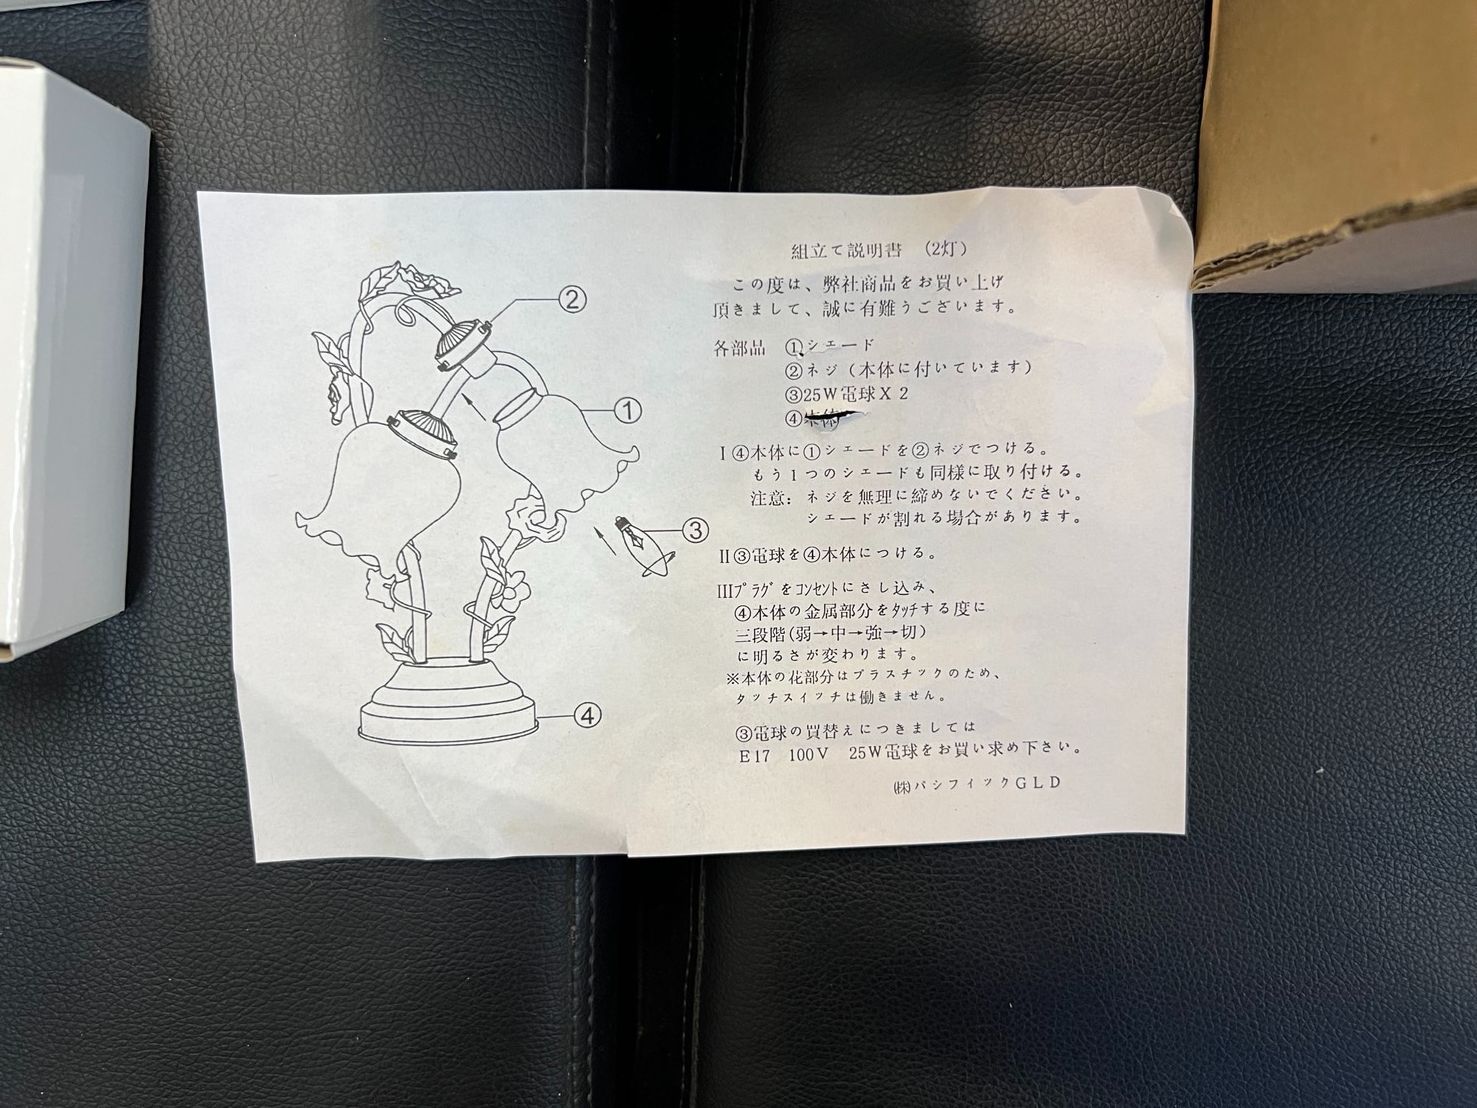 組立て説明書 (2灯)
この度は、弊社商品をお買い上げ
頂きまして、誠に有難うございます。
各部品 ①シェード
②ネジ(本体に付いています)
③25W電球X2
④本体
I④本体に①シェードを②ネジでつける。
もう1つのシェードも同様に取り付ける。
注意: ネジを無理に締めないでください。
シェードが割れる場合があります。
II③電球を④本体につける。
IIIプラグをコンセントにさし込み、
④本体の金属部分をタッチする度に
三段階(弱→中→強→切)
に明るさが変わります。
※本体の花部分はプラスチックのため、
タッチスイッチは働きません。
③電球の買替えにつきましては
E17 100V 25W電球をお買い求め下さい。
㈱パシフィックGLD
②
①
③
④